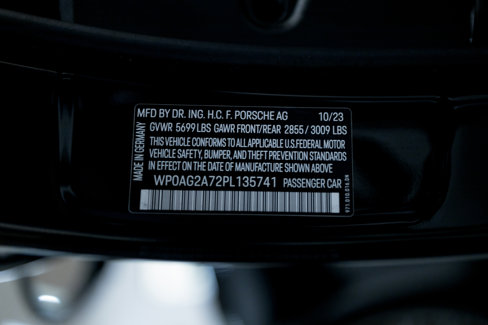 MFD BY DR. ING. H.C. F. PORSCHE AG 10/23
GVWR 5699 LBS GAWR FRONT/REAR 2855 / 3009 LBS
THIS VEHICLE CONFORMS TO ALL APPLICABLE U.S. FEDERAL MOTOR
VEHICLE SAFETY, BUMPER, AND THEFT PREVENTION STANDARDS
IN EFFECT ON THE DATE OF MANUFACTURE SHOWN ABOVE
WP0AG2A72PL135741 PASSENGER CAR
MADE IN GERMANY